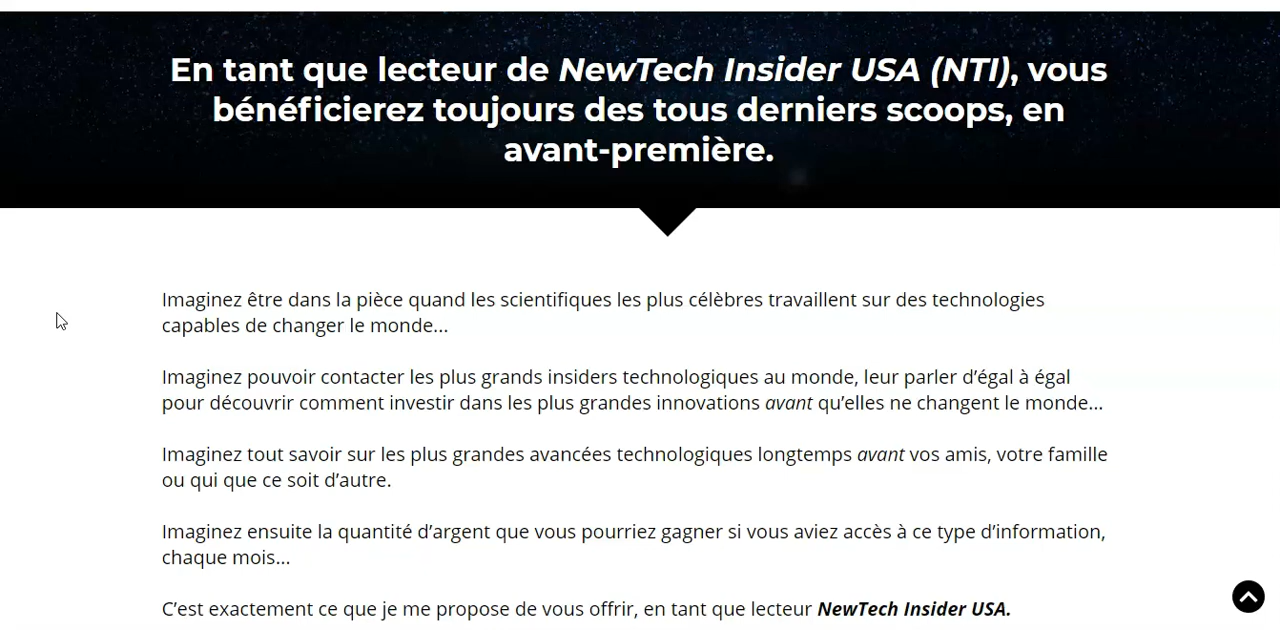 En tant que lecteur de NewTech Insider USA (NTI), vous
bénéficierez toujours des tous derniers scoops, en
avant-première.
Imaginez être dans la pièce quand les scientifiques les plus célèbres travaillent sur des technologies
capables de changer le monde...
Imaginez pouvoir contacter les plus grands insiders technologiques au monde, leur parler d’égal à égal
pour découvrir comment investir dans les plus grandes innovations avant qu’elles ne changent le monde...
Imaginez tout savoir sur les plus grandes avancées technologiques longtemps avant vos amis, votre famille
ou qui que ce soit d’autre.
Imaginez ensuite la quantité d’argent que vous pourriez gagner si vous aviez accès à ce type d’information,
chaque mois...
C’est exactement ce que je me propose de vous offrir, en tant que lecteur NewTech Insider USA.